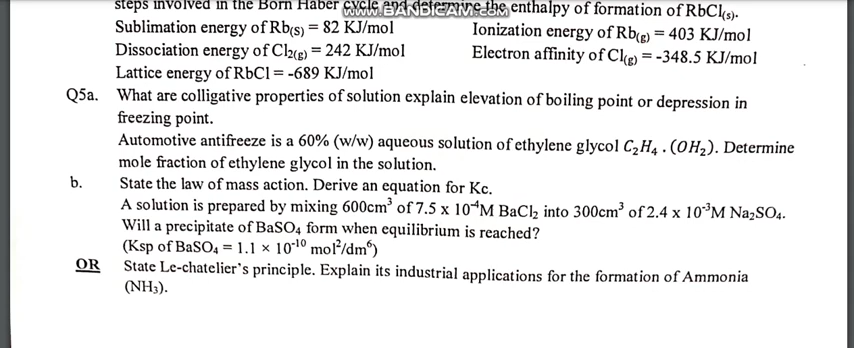 steps involved in the Born Haber cycle and determine the enthalpy of formation of RbCl(s).
www.BANDICAM.com
Sublimation energy of Rb(s) = 82 KJ/mol Ionization energy of Rb(g) = 403 KJ/mol
Dissociation energy of Cl2(g) = 242 KJ/mol Electron affinity of Cl(g) = -348.5 KJ/mol
Lattice energy of RbCl = -689 KJ/mol
Q5a. What are colligative properties of solution explain elevation of boiling point or depression in
freezing point.
Automotive antifreeze is a 60% (w/w) aqueous solution of ethylene glycol C₂H₄ . (OH₂). Determine
mole fraction of ethylene glycol in the solution.
b. State the law of mass action. Derive an equation for Kc.
A solution is prepared by mixing 600cm³ of 7.5 x 10⁻⁴M BaCl₂ into 300cm³ of 2.4 x 10⁻³M Na₂SO₄.
Will a precipitate of BaSO₄ form when equilibrium is reached?
(Ksp of BaSO₄ = 1.1 × 10⁻¹⁰ mol²/dm⁶)
OR State Le-chatelier's principle. Explain its industrial applications for the formation of Ammonia
(NH₃).